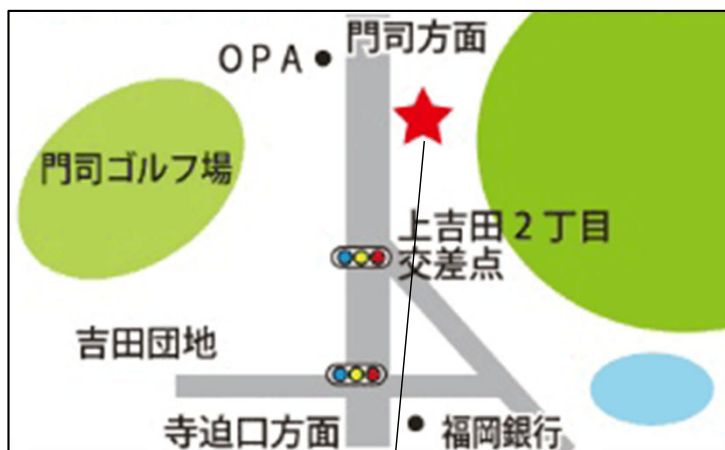 門司方面
OPA
門司ゴルフ場
上吉田2丁目
交差点
吉田団地
寺迫口方面
福岡銀行